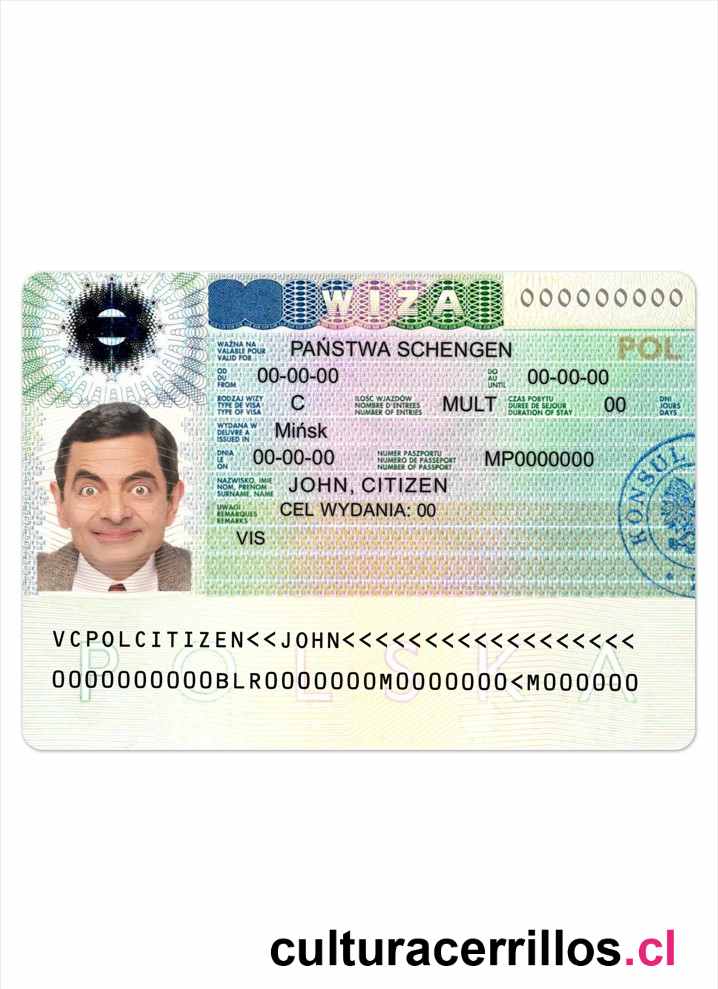 WIZA 000000000
WAŻNA NA
VALABLE POUR
VALID FOR
PAŃSTWA SCHENGEN POL
OD
DU
FROM
00-00-00
DO
AU
UNTIL
00-00-00
RODZAJ WIZY
TYPE DE VISA
TYPE OF VISA
C
ILOŚĆ WJAZDÓW
NOMBRE D'ENTREES
NUMBER OF ENTRIES
MULT
CZAS POBYTU
DUREE DE SEJOUR
DURATION OF STAY
00
DNI
JOURS
DAYS
WYDANA W
DELIVRE A
ISSUED IN
Mińsk
DNIA
LE
ON
00-00-00
NUMER PASZPORTU
NUMERO DE PASSEPORT
NUMBER OF PASSPORT
MP0000000
NAZWISKO, IMIĘ
NOM, PRENOM
SURNAME, NAME
JOHN, CITIZEN
UWAGI
REMARQUES
REMARKS
CEL WYDANIA: 00
VIS
KONSUL
VCPOLCITIZEN<<JOHN<<<<<<<<<<<<<<<<<<
0000000000BLR0000000M0000000<M000000
POLSKA
culturacerrillos.cl